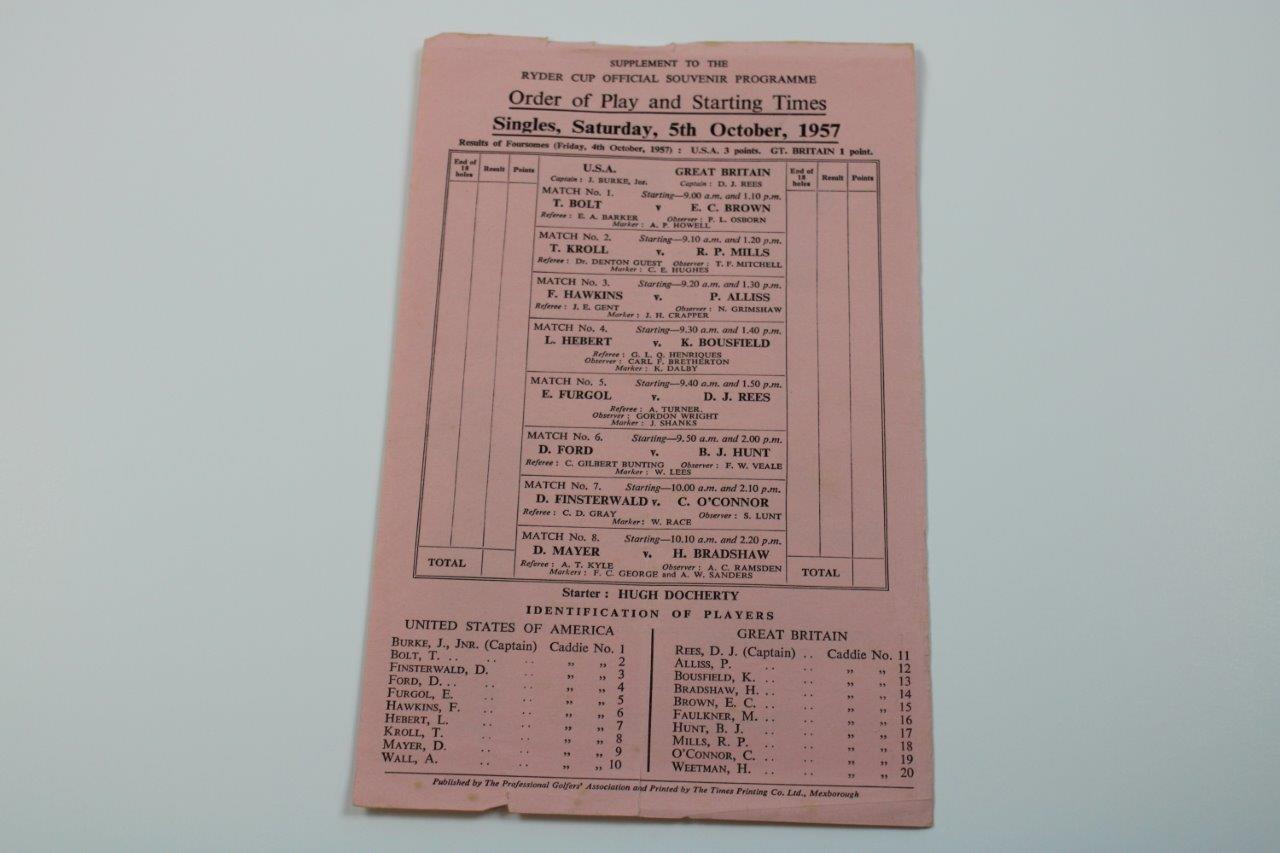 SUPPLEMENT TO THE
RYDER CUP OFFICIAL SOUVENIR PROGRAMME
Order of Play and Starting Times
Singles, Saturday, 5th October, 1957
Results of Foursomes (Friday, 4th October, 1957) : U.S.A. 3 points. GT. BRITAIN 1 point.
End of 18 holes Result Points
U.S.A. GREAT BRITAIN
Captain : J. BURKE, Jnr. Captain : D. J. REES
End of 18 holes Result Points
MATCH No. 1. Starting—9.00 a.m. and 1.10 p.m.
T. BOLT v E. C. BROWN
Referee : E. A. BARKER Observer : P. L. OSBORN
Marker : A. P. HOWELL
MATCH No. 2. Starting—9.10 a.m. and 1.20 p.m.
T. KROLL v. R. P. MILLS
Referee : Dr. DENTON GUEST Observer : T. F. MITCHELL
Marker : C. E. HUGHES
MATCH No. 3. Starting—9.20 a.m. and 1.30 p.m.
F. HAWKINS v. P. ALLISS
Referee : J. E. GENT Observer : N. GRIMSHAW
Marker : J. H. CRAPPER
MATCH No. 4. Starting—9.30 a.m. and 1.40 p.m.
L. HEBERT v. K. BOUSFIELD
Referee : G. L. Q. HENRIQUES
Observer : CARL F. BRETHERTON
Marker : K. DALBY
MATCH No. 5. Starting—9.40 a.m. and 1.50 p.m.
E. FURGOL v. D. J. REES
Referee : A. TURNER.
Observer : GORDON WRIGHT
Marker : J. SHANKS
MATCH No. 6. Starting—9.50 a.m. and 2.00 p.m.
D. FORD v. B. J. HUNT
Referee : C. GILBERT BUNTING Observer : F. W. VEALE
Marker : W. LEES
MATCH No. 7. Starting—10.00 a.m. and 2.10 p.m.
D. FINSTERWALD v. C. O'CONNOR
Referee : C. D. GRAY Observer : S. LUNT
Marker : W. RACE
MATCH No. 8. Starting—10.10 a.m. and 2.20 p.m.
D. MAYER v. H. BRADSHAW
Referee : A. T. KYLE Observer : A. C. RAMSDEN
Markers : F. C. GEORGE and A. W. SANDERS
TOTAL TOTAL
Starter : HUGH DOCHERTY
IDENTIFICATION OF PLAYERS
UNITED STATES OF AMERICA
BURKE, J., JNR. (Captain) Caddie No. 1
BOLT, T. .. .. .. „ „ 2
FINSTERWALD, D. .. „ „ 3
FORD, D. .. .. .. „ „ 4
FURGOL, E. .. .. „ „ 5
HAWKINS, F. .. .. „ „ 6
HEBERT, L. .. .. „ „ 7
KROLL, T. .. .. „ „ 8
MAYER, D. .. .. „ „ 9
WALL, A. .. .. „ „ 10
GREAT BRITAIN
REES, D. J. (Captain) .. Caddie No. 11
ALLISS, P. .. .. „ „ 12
BOUSFIELD, K. .. .. „ „ 13
BRADSHAW, H. .. .. „ „ 14
BROWN, E. C. .. .. „ „ 15
FAULKNER, M. .. .. „ „ 16
HUNT, B. J. .. .. „ „ 17
MILLS, R. P. .. .. „ „ 18
O'CONNOR, C. .. .. „ „ 19
WEETMAN, H. .. .. „ „ 20
Published by The Professional Golfers' Association and Printed by The Times Printing Co. Ltd., Mexborough